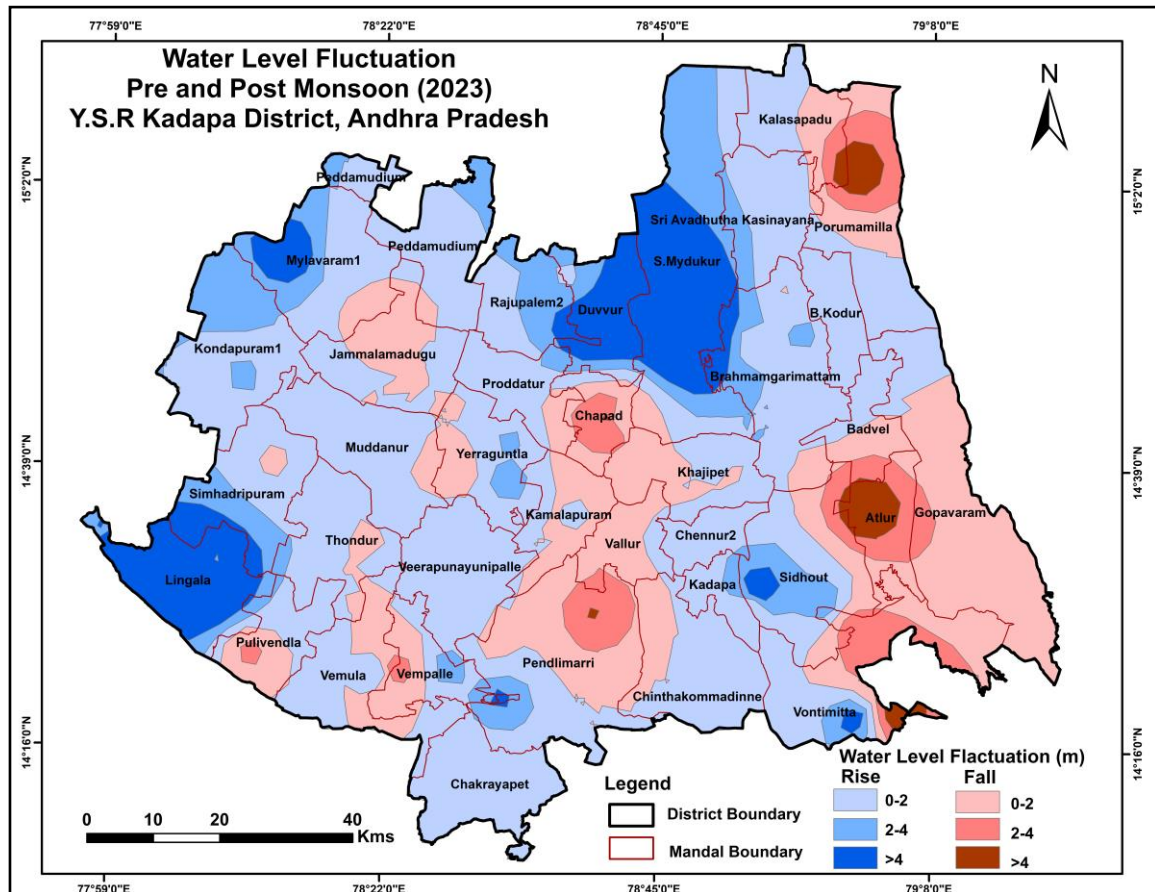 77°59'0"E 78°22'0"E 78°45'0"E 79°8'0"E
Water Level Fluctuation
Pre and Post Monsoon (2023)
Y.S.R Kadapa District, Andhra Pradesh
N
15°2'0"N
15°2'0"N
14°39'0"N
14°39'0"N
14°16'0"N
14°16'0"N
Kalasapadu
Peddamudium
Sri Avadhutha Kasinayana
Porumamilla
Peddamudium
Mylavaram1
S.Mydukur
Rajupalem2
Duvvur
B.Kodur
Kondapuram1
Jammalamadugu
Proddatur
Brahmamgarimattam
Chapad
Badvel
Muddanur
Yerraguntla
Khajipet
Simhadripuram
Kamalapuram
Gopavaram
Atlur
Thondur
Vallur
Chennur2
Veerapunayunipalle
Lingala
Kadapa
Sidhout
Pulivendla
Pendlimarri
Vemula
Vempalle
Chinthakommadinne
Vontimitta
Chakrayapet
0 10 20 40
Kms
Legend
District Boundary
Mandal Boundary
Water Level Flactuation (m)
Rise Fall
0-2 0-2
2-4 2-4
>4 >4
77°59'0"E 78°22'0"E 78°45'0"E 79°8'0"E